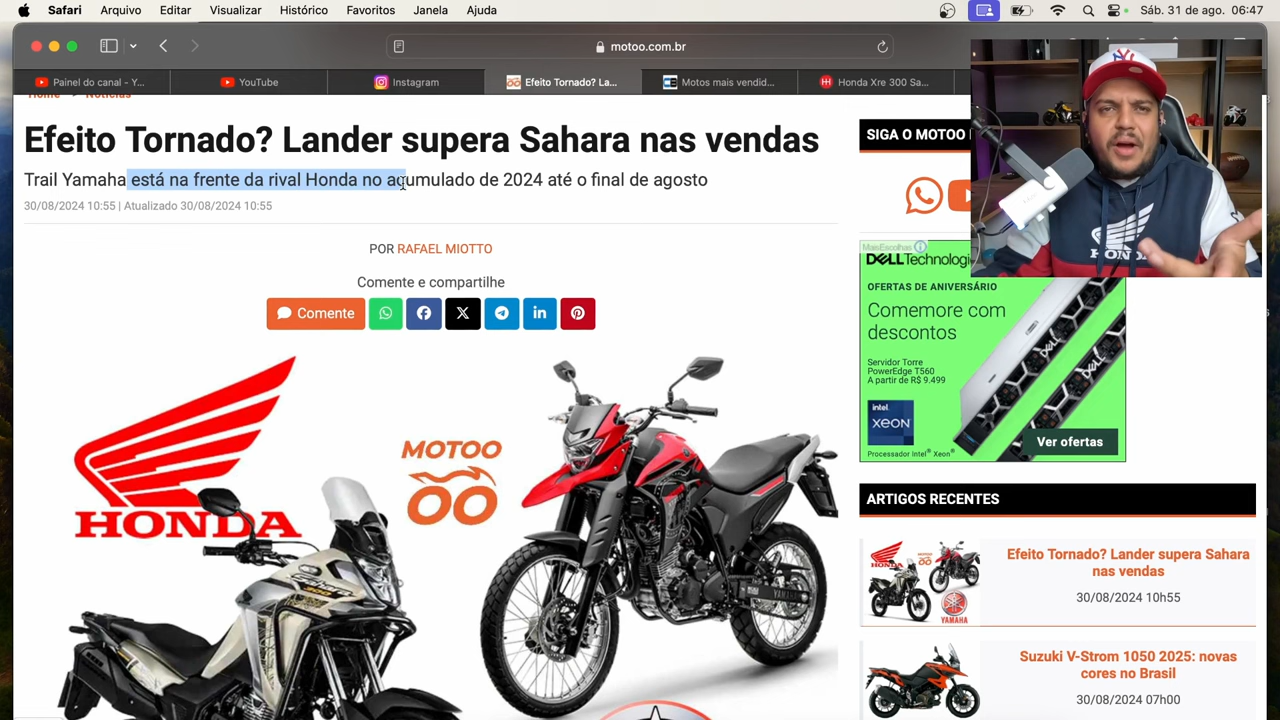 Safari Arquivo Editar Visualizar Histórico Favoritos Janela Ajuda Sáb. 31 de ago. 06:47
motoo.com.br
Painel do canal - Y... YouTube Instagram Efeito Tornado? La... Motos mais vendid... Honda Xre 300 Sa...
Home > Notícias
Efeito Tornado? Lander supera Sahara nas vendas
Trail Yamaha está na frente da rival Honda no acumulado de 2024 até o final de agosto
30/08/2024 10:55 | Atualizado 30/08/2024 10:55
POR RAFAEL MIOTTO
Comente e compartilhe
Comente
HONDA
MOTOO
SIGA O MOTOO
HONDA
MaisEscolhas
DELLTechnologi
OFERTAS DE ANIVERSÁRIO
Comemore com
descontos
Servidor Torre
PowerEdge T560
A partir de R$ 9.499
intel.
XEON
Processador Intel® Xeon®
Ver ofertas
ARTIGOS RECENTES
Efeito Tornado? Lander supera Sahara
nas vendas
30/08/2024 10h55
Suzuki V-Strom 1050 2025: novas
cores no Brasil
30/08/2024 07h00